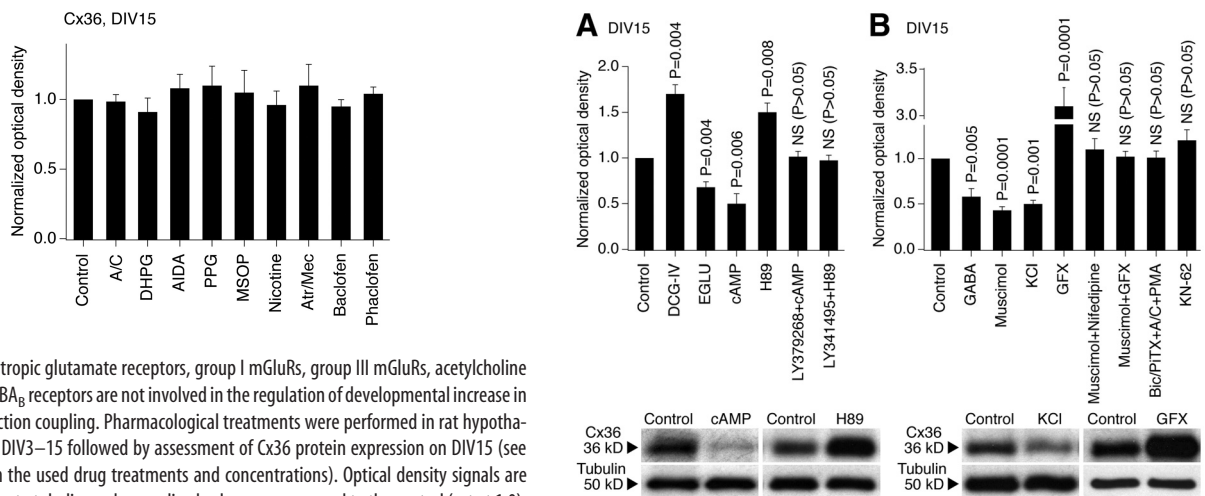 Cx36, DIV15
Normalized optical density
1.0
0.5
0.0
Control
A/C
DHPG
AIDA
PPG
MSOP
Nicotine
Atr/Mec
Baclofen
Phaclofen
tropic glutamate receptors, group I mGluRs, group III mGluRs, acetylcholine
BA_B receptors are not involved in the regulation of developmental increase in
ction coupling. Pharmacological treatments were performed in rat hypotha-
DIV3–15 followed by assessment of Cx36 protein expression on DIV15 (see
n the used drug treatments and concentrations). Optical density signals are
A DIV15
Normalized optical density
2.0
1.5
1.0
0.5
0.0
P=0.004
P=0.004
P=0.006
P=0.008
NS (P>0.05)
NS (P>0.05)
Control
DCG-IV
EGLU
cAMP
H89
LY379268+cAMP
LY341495+H89
Control cAMP Control H89
Cx36
36 kD
Tubulin
50 kD
B DIV15
Normalized optical density
3.5
3.0
1.0
0.5
0.0
P=0.005
P=0.0001
P=0.001
P=0.0001
NS (P>0.05)
NS (P>0.05)
NS (P>0.05)
NS (P>0.05)
Control
GABA
Muscimol
KCl
GFX
Muscimol+Nifedipine
Muscimol+GFX
Bic/PiTX+A/C+PMA
KN-62
Control KCl Control GFX
Cx36
36 kD
Tubulin
50 kD